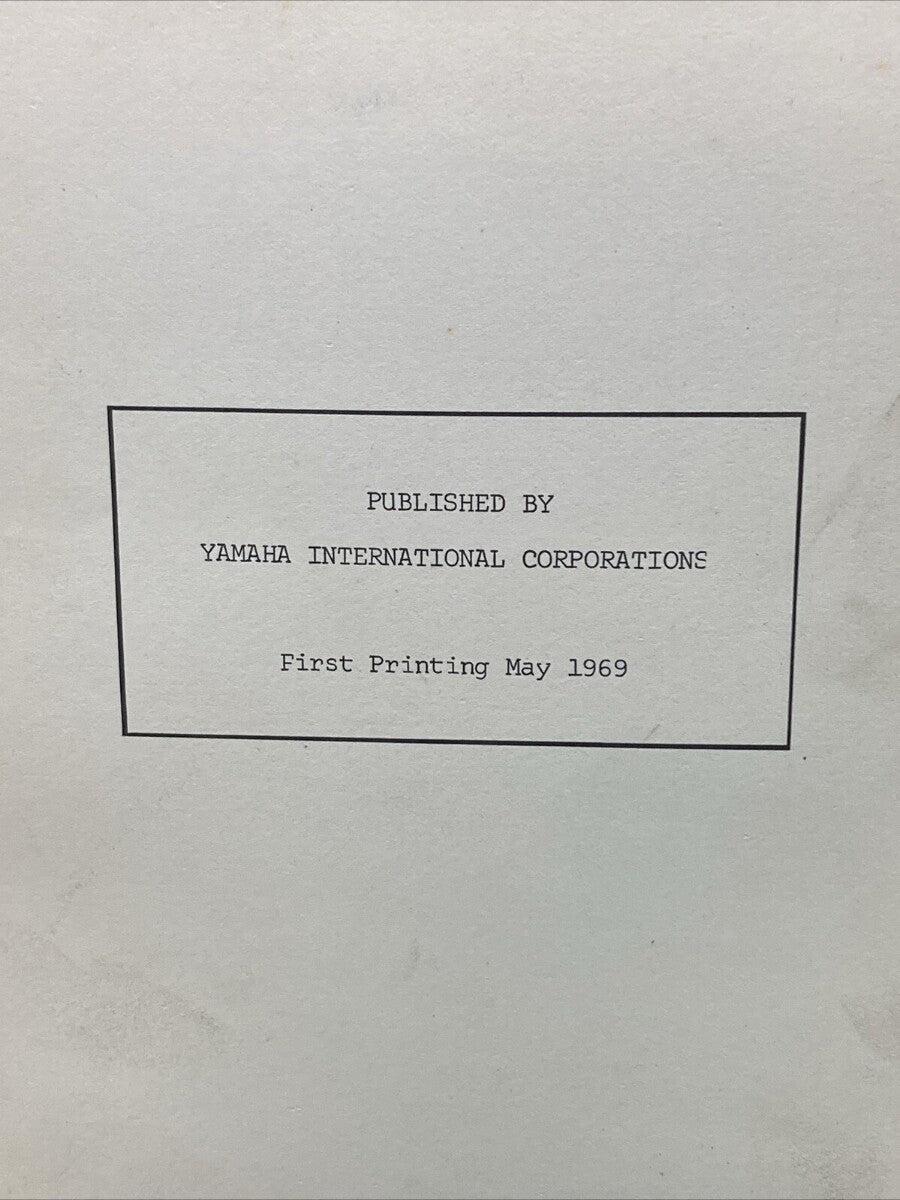 PUBLISHED BY
YAMAHA INTERNATIONAL CORPORATIONS
First Printing May 1969